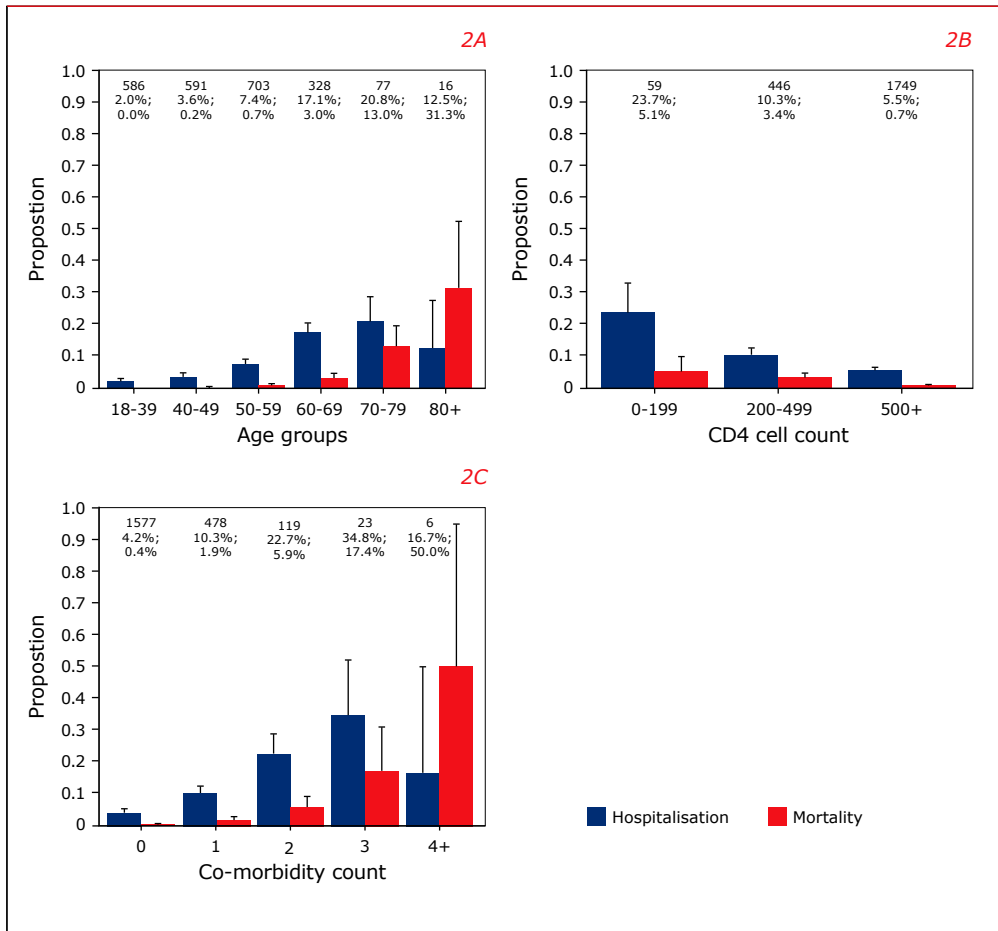 2A
1.0
0.9
0.8
0.7
0.6
0.5
0.4
0.3
0.2
0.1
0
Propostion
586 591 703 328 77 16
2.0%; 3.6%; 7.4%; 17.1%; 20.8%; 12.5%;
0.0% 0.2% 0.7% 3.0% 13.0% 31.3%
18-39 40-49 50-59 60-69 70-79 80+
Age groups
2B
1.0
0.9
0.8
0.7
0.6
0.5
0.4
0.3
0.2
0.1
0
Propostion
59 446 1749
23.7%; 10.3%; 5.5%;
5.1% 3.4% 0.7%
0-199 200-499 500+
CD4 cell count
2C
1.0
0.9
0.8
0.7
0.6
0.5
0.4
0.3
0.2
0.1
0
Propostion
1577 478 119 23 6
4.2%; 10.3%; 22.7%; 34.8%; 16.7%;
0.4% 1.9% 5.9% 17.4% 50.0%
0 1 2 3 4+
Co-morbidity count
Hospitalisation Mortality